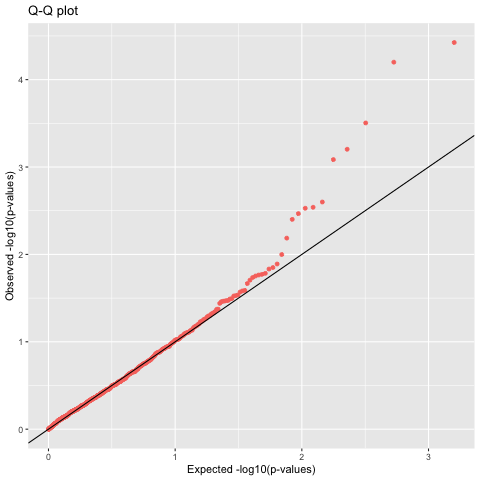 Q-Q plot
Observed -log10(p-values)
4
3
2
1
0
0 1 2 3
Expected -log10(p-values)